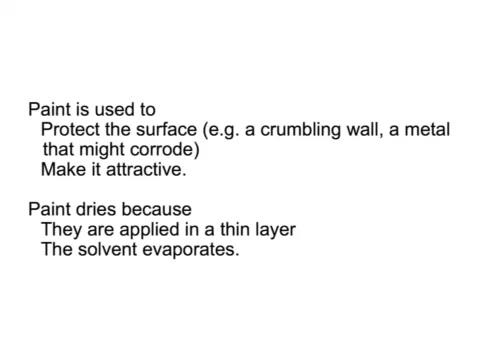 Paint is used to
Protect the surface (e.g. a crumbling wall, a metal
that might corrode)
Make it attractive.
Paint dries because
They are applied in a thin layer
The solvent evaporates.